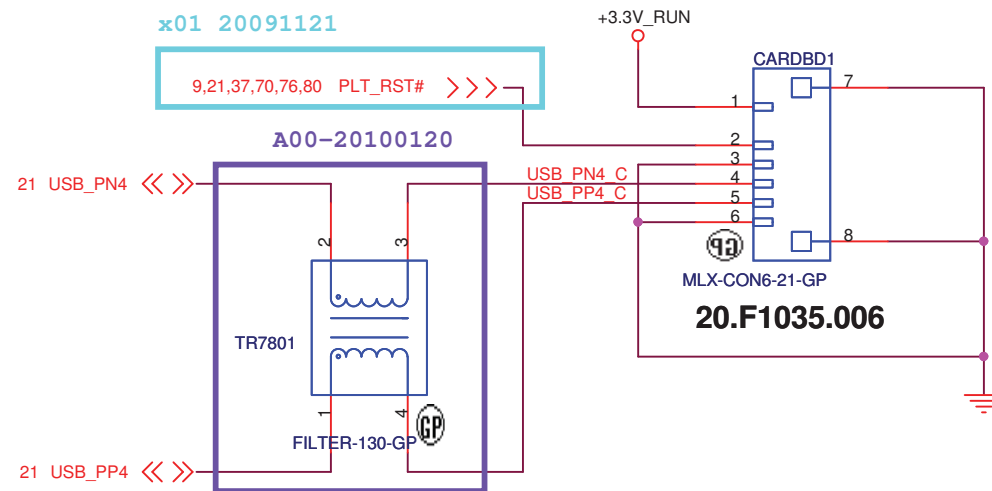 x01 20091121
+3.3V_RUN
9,21,37,70,76,80 PLT_RST#
CARDBD1
7
1
A00-20100120
2
3
21 USB_PN4
USB_PN4_C
4
USB_PP4_C
5
6
8
2
3
GP
MLX-CON6-21-GP
20.F1035.006
TR7801
1
4
GP
FILTER-130-GP
21 USB_PP4